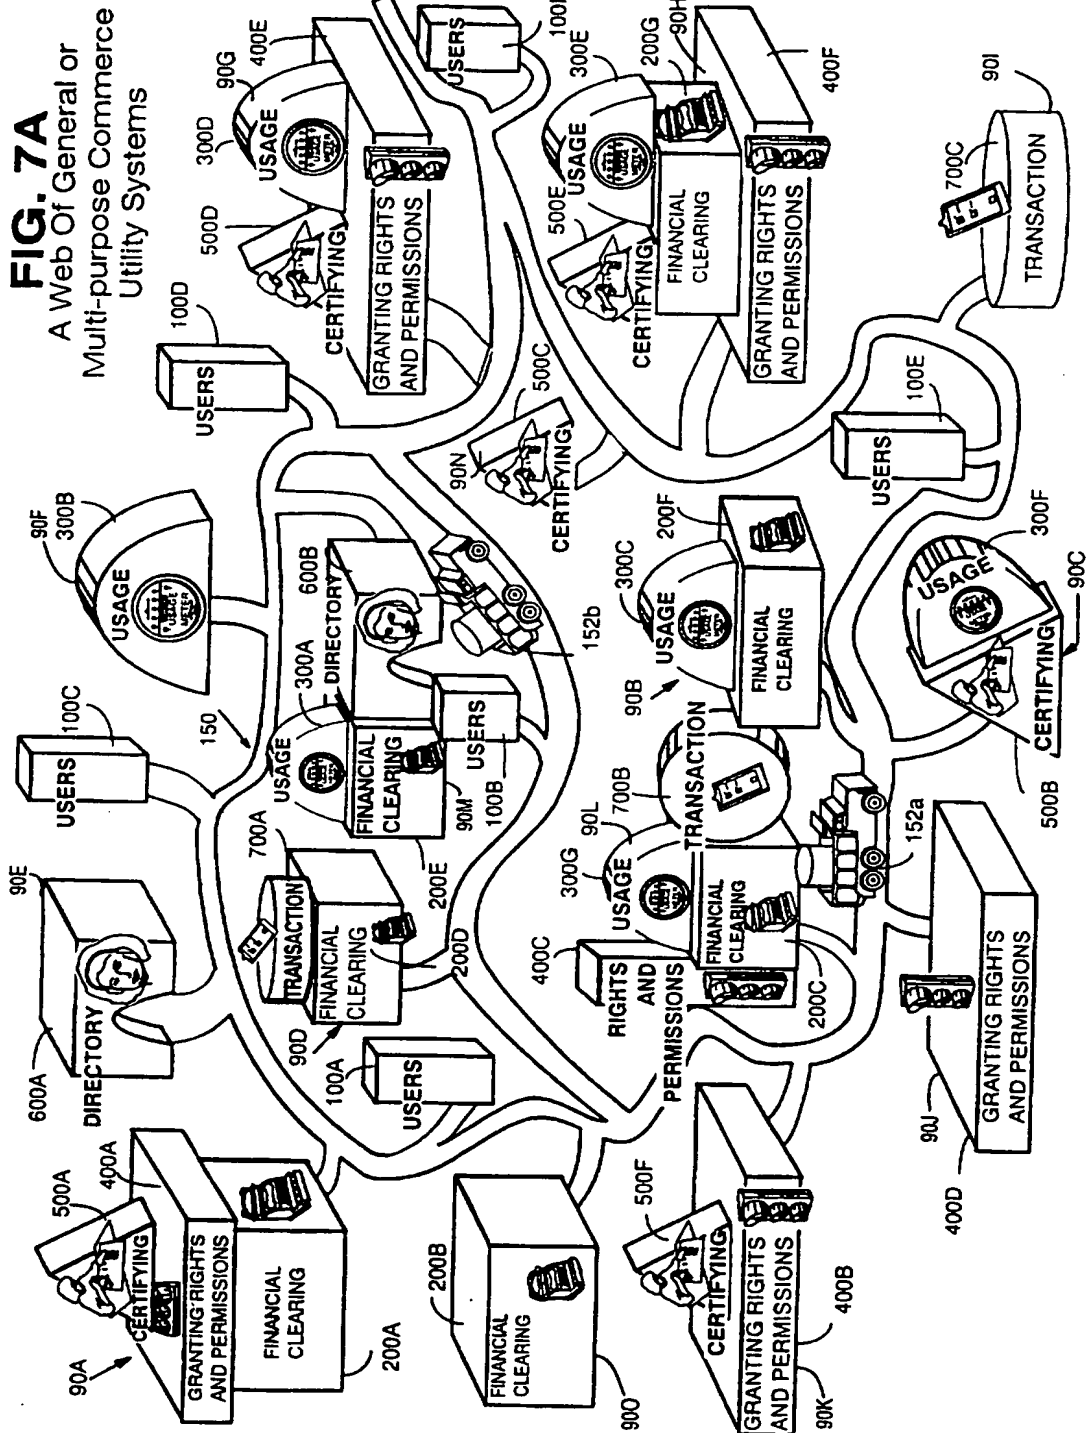 FIG. 7A
A Web Of General or
Multi-purpose Commerce
Utility Systems
90A
500A
400A
CERTIFYING
GRANTING RIGHTS
AND PERMISSIONS
FINANCIAL
CLEARING
200A
600A
90E
DIRECTORY
USERS
100C
90F
300B
USAGE
USAGE
METER
150
USERS
100D
500D
300D
90G
400E
USAGE
CERTIFYING
GRANTING RIGHTS
AND PERMISSIONS
USERS
90D
700A
TRANSACTION
FINANCIAL
CLEARING
200D
100A
USERS
300A
USAGE
FINANCIAL
CLEARING
200E
90M
DIRECTORY
600B
USERS
100B
152b
90N
500C
CERTIFYING
500E
300E
200G
90H
400F
USAGE
CERTIFYING
FINANCIAL
CLEARING
GRANTING RIGHTS
AND PERMISSIONS
200B
FINANCIAL
CLEARING
90O
400C
RIGHTS AND
PERMISSIONS
300G
90L
USAGE
FINANCIAL
CLEARING
200C
700B
TRANSACTION
152a
90B
300C
200F
USAGE
FINANCIAL
CLEARING
USERS
100E
90I
700C
TRANSACTION
500F
CERTIFYING
GRANTING RIGHTS
AND PERMISSIONS
400B
90K
90J
GRANTING RIGHTS
AND PERMISSIONS
400D
USAGE
300F
CERTIFYING
500B
90C